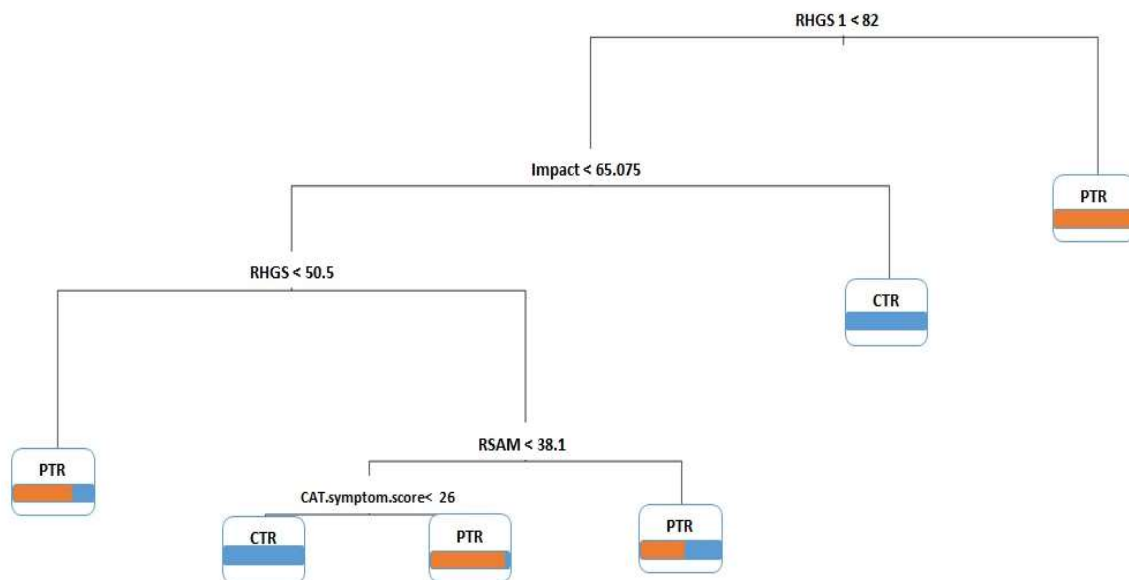 RHGS 1 < 82
Impact < 65.075
PTR
RHGS < 50.5
CTR
RSAM < 38.1
PTR
CAT.symptom.score< 26
CTR
PTR
PTR